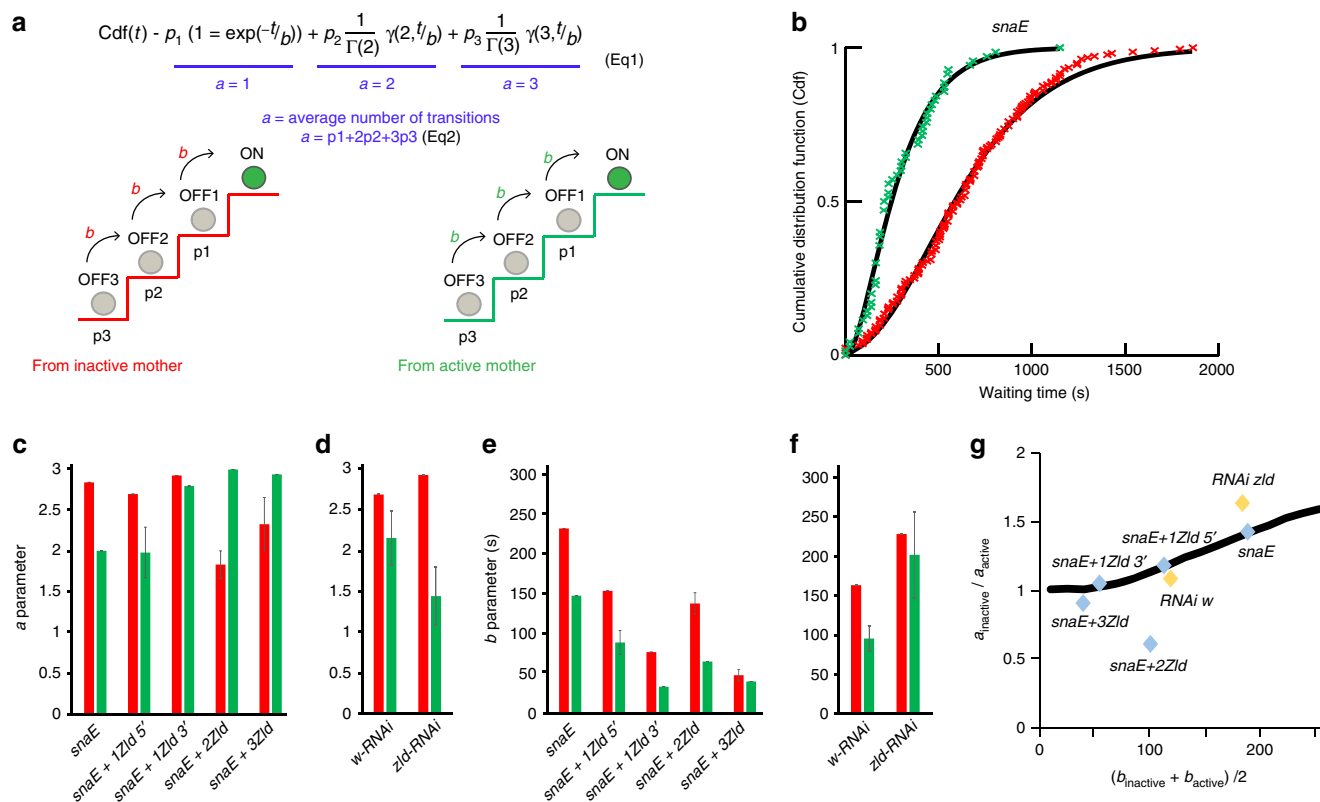 a
Cdf(t) - p1 (1 = exp(−t/b)) + p2 1/Γ(2) γ(2,t/b) + p3 1/Γ(3) γ(3,t/b)
(Eq1)
a = 1 a = 2 a = 3
a = average number of transitions
a = p1+2p2+3p3 (Eq2)
b ON
b OFF1
b OFF2 p1
OFF3 p2
p3
From inactive mother
b ON
b OFF1
b OFF2 p1
OFF3 p2
p3
From active mother
b
snaE
Cumulative distribution function (Cdf)
1
0.5
0
500 1000 1500 2000
Waiting time (s)
c
a parameter
3
2.5
2
1.5
1
0.5
0
snaE
snaE + 1Zld 5′
snaE + 1Zld 3′
snaE + 2Zld
snaE + 3Zld
d
3
2.5
2
1.5
1
0.5
0
w-RNAi
zld-RNAi
e
b parameter (s)
300
250
200
150
100
50
0
snaE
snaE + 1Zld 5′
snaE + 1Zld 3′
snaE + 2Zld
snaE + 3Zld
f
300
250
200
150
100
50
0
w-RNAi
zld-RNAi
g
ainactive / aactive
2
1.5
1
0.5
0
RNAi zld
snaE+1Zld 5′
snaE
snaE+1Zld 3′
RNAi w
snaE+3Zld
snaE+2Zld
0 100 200
(binactive + bactive) /2